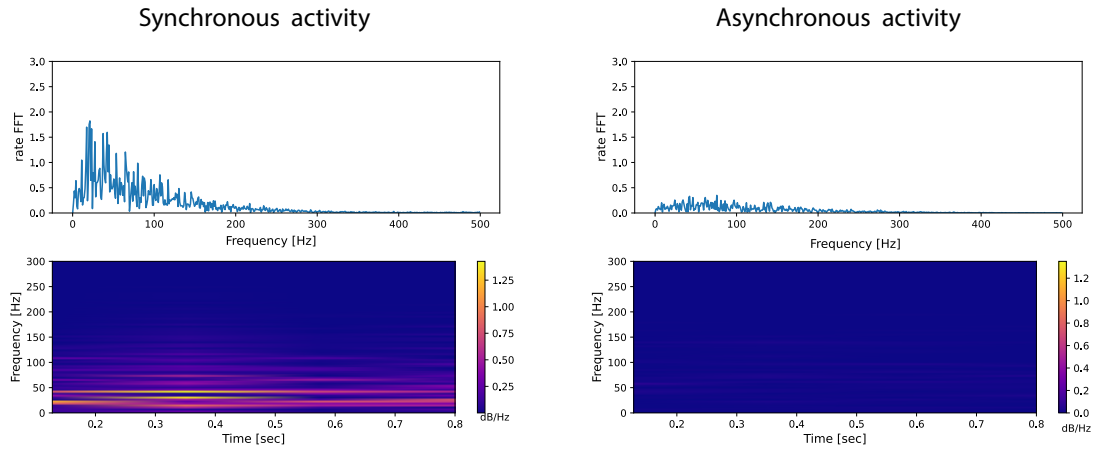 Synchronous activity
Asynchronous activity
3.0
2.5
2.0
1.5
1.0
0.5
0.0
rate FFT
0 100 200 300 400 500
Frequency [Hz]
3.0
2.5
2.0
1.5
1.0
0.5
0.0
rate FFT
0 100 200 300 400 500
Frequency [Hz]
300
250
200
150
100
50
0
Frequency [Hz]
0.2 0.3 0.4 0.5 0.6 0.7 0.8
Time [sec]
1.25
1.00
0.75
0.50
0.25
dB/Hz
300
250
200
150
100
50
0
Frequency [Hz]
0.2 0.3 0.4 0.5 0.6 0.7 0.8
Time [sec]
1.2
1.0
0.8
0.6
0.4
0.2
0.0
dB/Hz